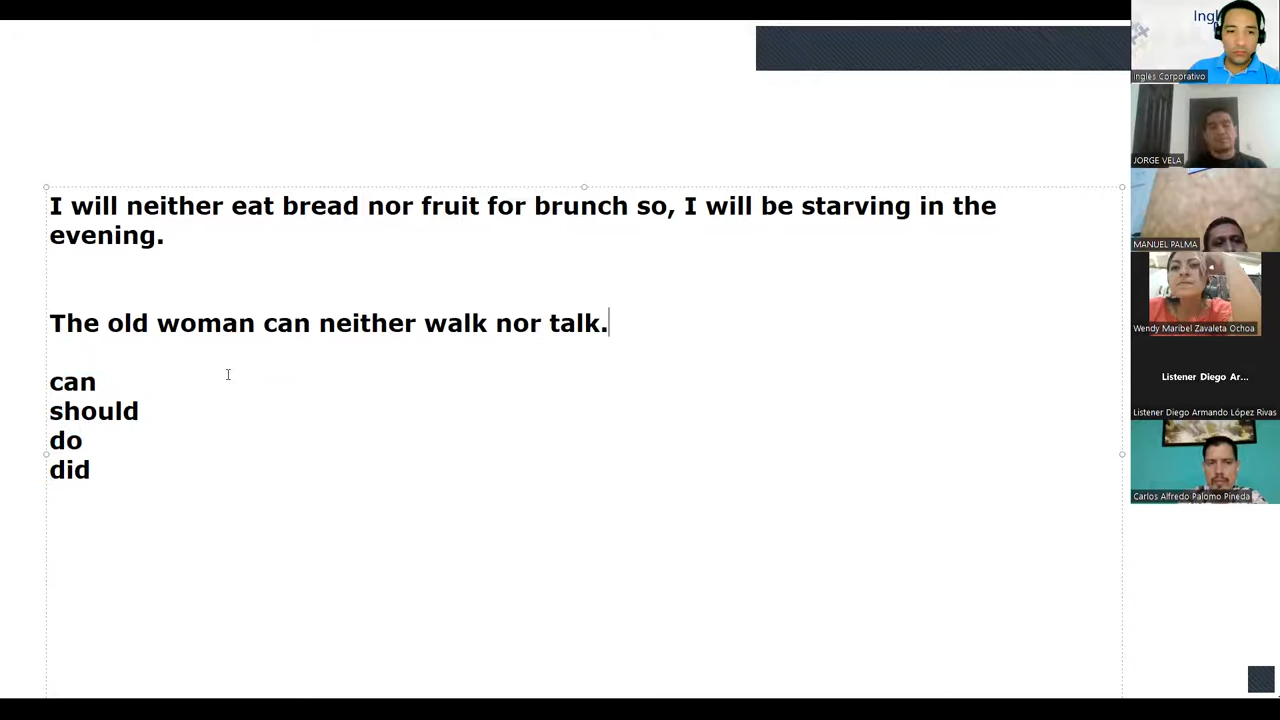 Ingl
Ingles Corporativo
JORGE VELA
MANUEL PALMA
Wendy Maribel Zavaleta Ochoa
Listener Diego Ar...
Listener Diego Armando López Rivas
Carlos Alfredo Palomo Pineda
I will neither eat bread nor fruit for brunch so, I will be starving in the
evening.
The old woman can neither walk nor talk.
can
should
do
did